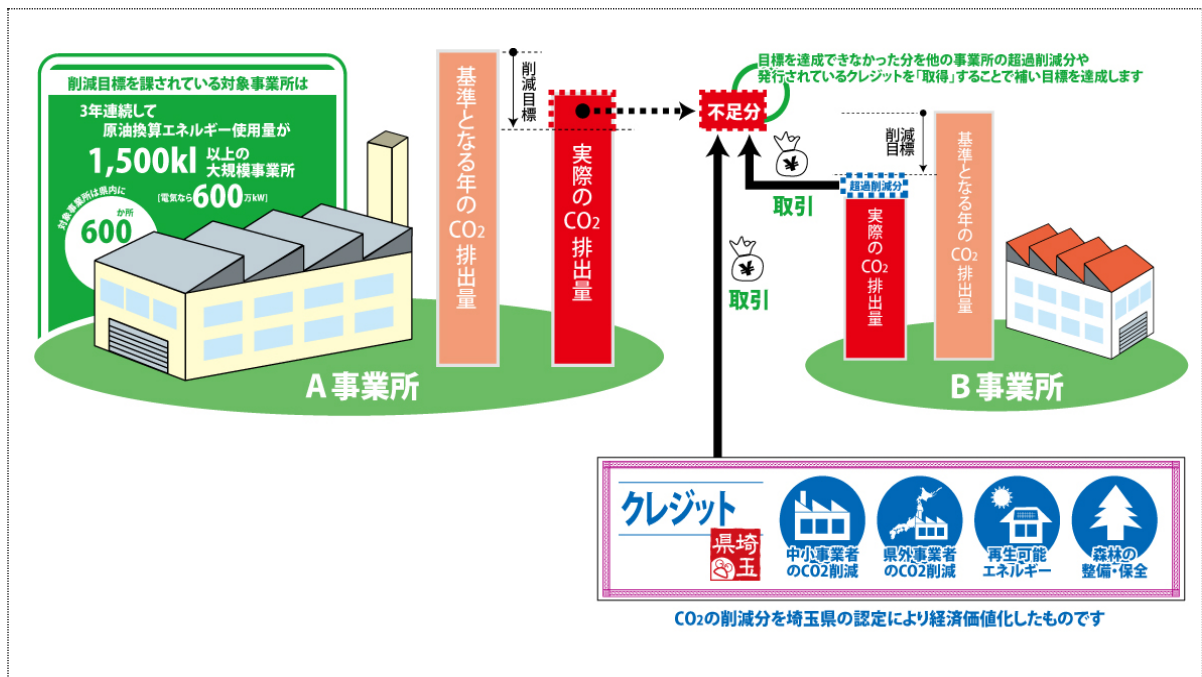 削減目標を課されている対象事業所は
3年連続して
原油換算エネルギー使用量が
1,500kl 以上の
大規模事業所
[電気なら600万kW]
対象事業所は県内に
600か所
A事業所
基準となる年のCO2排出量
削減目標
実際のCO2排出量
不足分
目標を達成できなかった分を他の事業所の超過削減分や
発行されているクレジットを「取得」することで補い目標を達成します
取引
取引
超過削減分
実際のCO2排出量
削減
目標
基準となる年のCO2排出量
B事業所
クレジット
埼玉県
中小事業者
のCO2削減
県外事業者
のCO2削減
再生可能
エネルギー
森林の
整備・保全
CO2の削減分を埼玉県の認定により経済価値化したものです